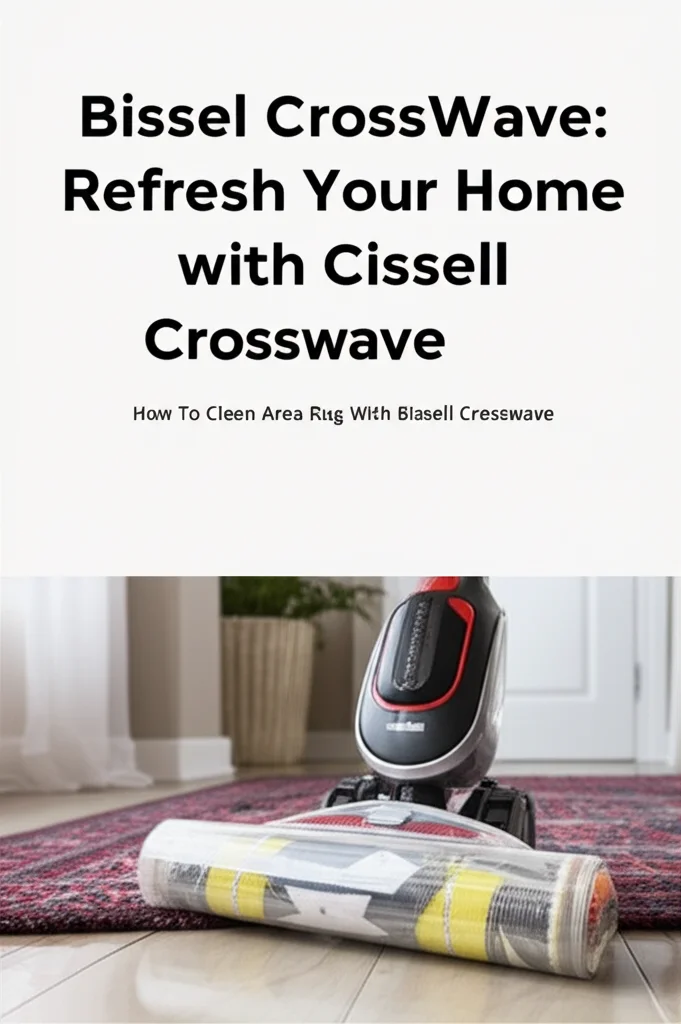 Bissel CrossWave:
Refresh Your Home
with Cissell
Crosswave
How To Cleen Area Rug With Blasell Cresswave